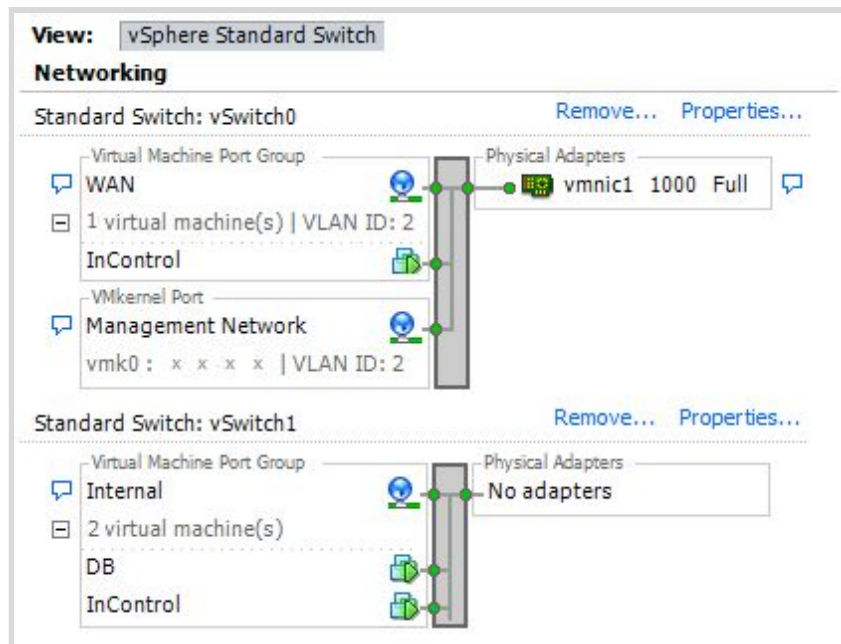 View: vSphere Standard Switch
Networking
Standard Switch: vSwitch0 Remove... Properties...
Virtual Machine Port Group Physical Adapters
WAN vmnic1 1000 Full
1 virtual machine(s) | VLAN ID: 2
InControl
VMkernel Port
Management Network
vmk0 : x x x x | VLAN ID: 2
Standard Switch: vSwitch1 Remove... Properties...
Virtual Machine Port Group Physical Adapters
Internal No adapters
2 virtual machine(s)
DB
InControl